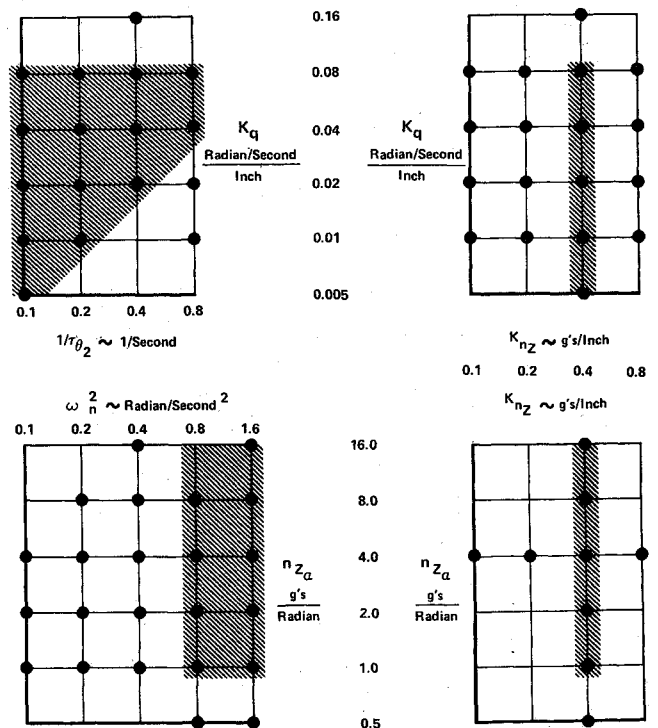 0.16
0.08
K_q K_q
0.04
Radian/Second Radian/Second
Inch Inch
0.02
0.01
0.005
0.1 0.2 0.4 0.8
1/τ_θ2 ~ 1/Second
K_nZ ~ g's/Inch
0.1 0.2 0.4 0.8
ω_n^2 ~ Radian/Second^2
K_nZ ~ g's/Inch
0.1 0.2 0.4 0.8 1.6
16.0
8.0
n_Zα 4.0 n_Zα
g's g's
Radian 2.0 Radian
1.0
0.5